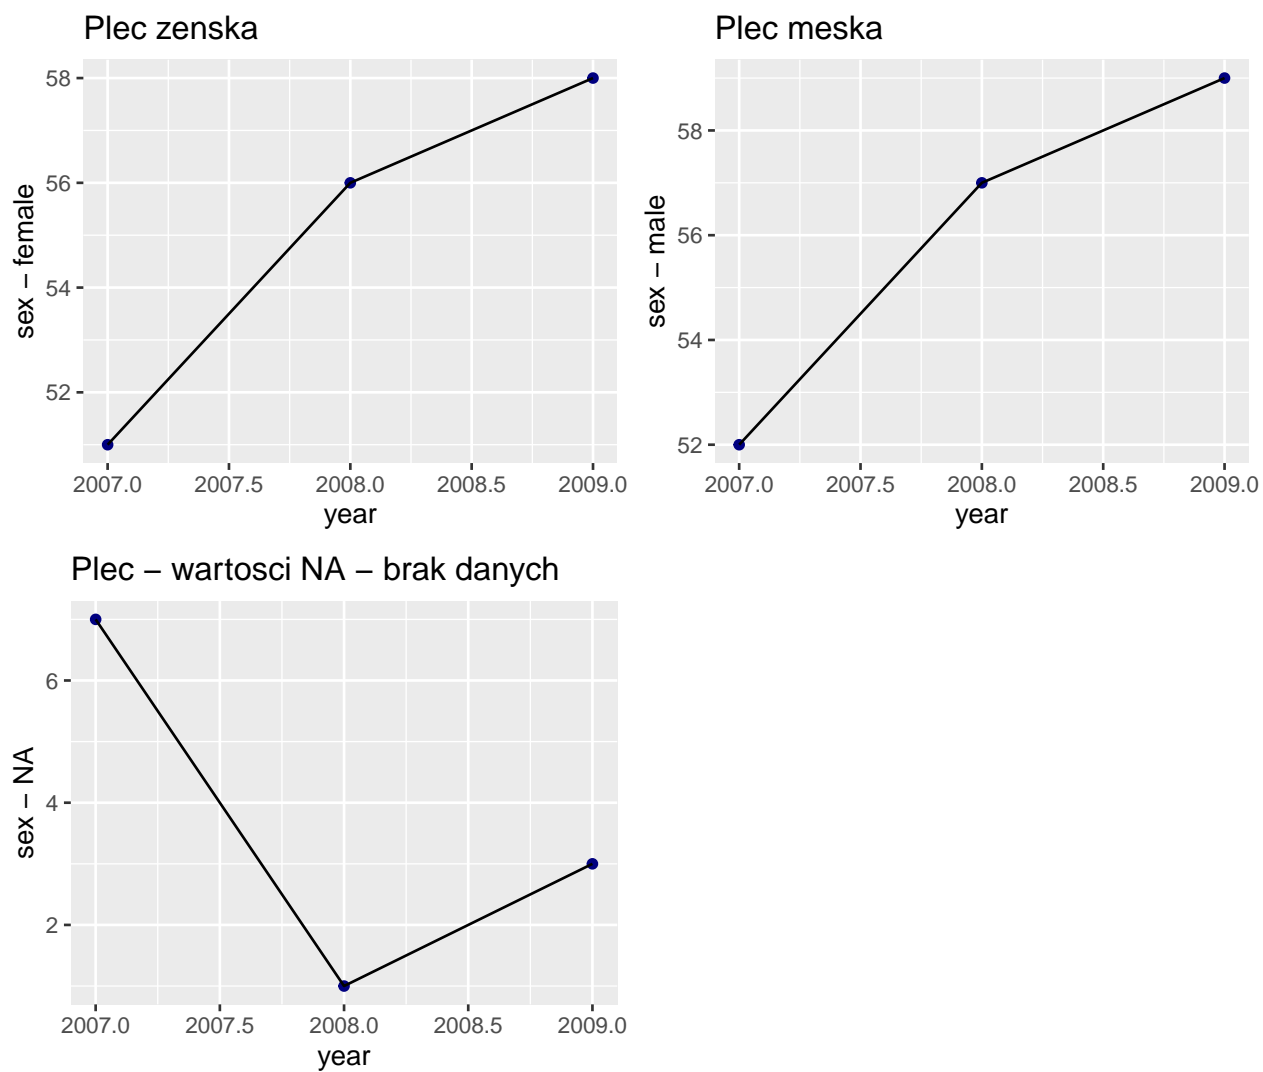 Plec zenska
58
56
54
52
sex – female
2007.0 2007.5 2008.0 2008.5 2009.0
year
Plec meska
58
56
54
52
sex – male
2007.0 2007.5 2008.0 2008.5 2009.0
year
Plec – wartosci NA – brak danych
6
4
2
sex – NA
2007.0 2007.5 2008.0 2008.5 2009.0
year